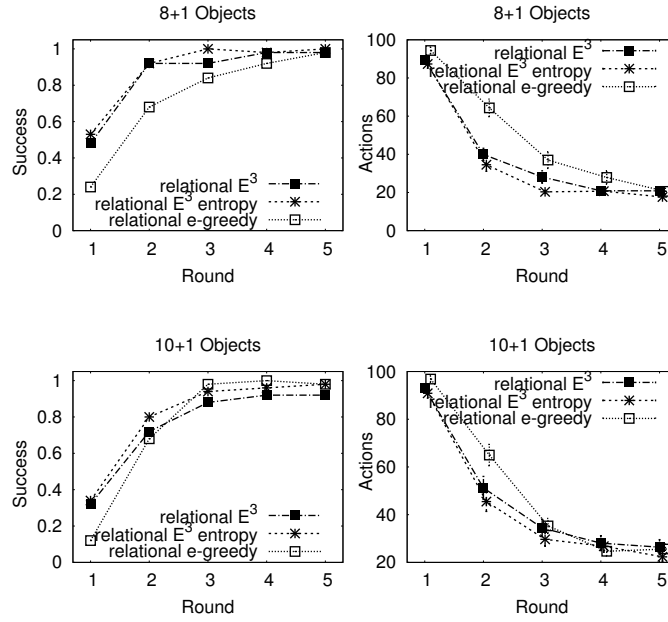 8+1 Objects
Success
1
0.8
0.6
0.4
0.2
0
relational E³
relational E³ entropy
relational e-greedy
1 2 3 4 5
Round
8+1 Objects
Actions
100
80
60
40
20
0
relational E³
relational E³ entropy
relational e-greedy
1 2 3 4 5
Round
10+1 Objects
Success
1
0.8
0.6
0.4
0.2
0
relational E³
relational E³ entropy
relational e-greedy
1 2 3 4 5
Round
10+1 Objects
Actions
100
80
60
40
20
relational E³
relational E³ entropy
relational e-greedy
1 2 3 4 5
Round